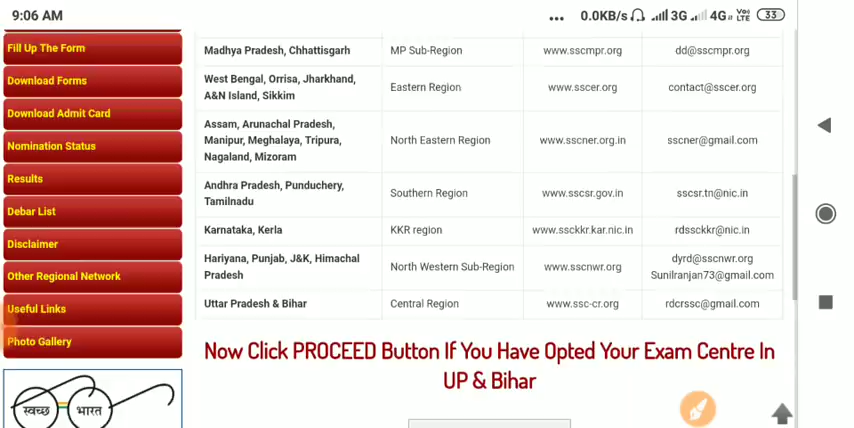 9:06 AM
... 0.0KB/s 3G 4G Vo LTE 33
Fill Up The Form
Download Forms
Download Admit Card
Nomination Status
Results
Debar List
Disclaimer
Other Regional Network
Useful Links
Photo Gallery
स्वच्छ भारत
Madhya Pradesh, Chhattisgarh MP Sub-Region www.sscmpr.org dd@sscmpr.org
West Bengal, Orrisa, Jharkhand,
A&N Island, Sikkim Eastern Region www.sscer.org contact@sscer.org
Assam, Arunachal Pradesh,
Manipur, Meghalaya, Tripura, North Eastern Region www.sscner.org.in sscner@gmail.com
Nagaland, Mizoram
Andhra Pradesh, Punduchery,
Tamilnadu Southern Region www.sscsr.gov.in sscsr.tn@nic.in
Karnataka, Kerla KKR region www.ssckkr.kar.nic.in rdssckkr@nic.in
Hariyana, Punjab, J&K, Himachal
Pradesh North Western Sub-Region www.sscnwr.org dyrd@sscnwr.org
Sunilranjan73@gmail.com
Uttar Pradesh & Bihar Central Region www.ssc-cr.org rdcrssc@gmail.com
Now Click PROCEED Button If You Have Opted Your Exam Centre In
UP & Bihar